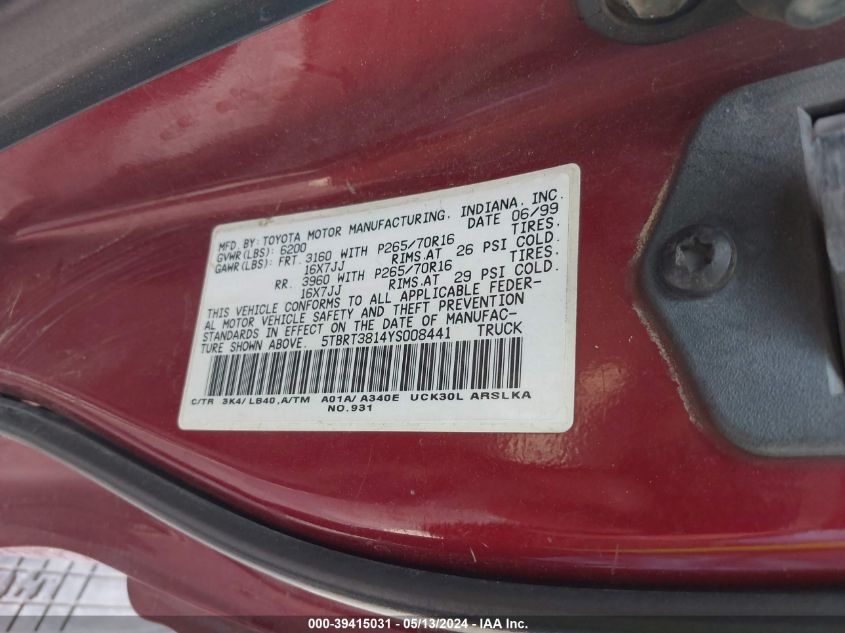 MFD. BY: TOYOTA MOTOR MANUFACTURING, INDIANA, INC.
GVWR(LBS): 6200 DATE 06/99
GAWR(LBS): FRT. 3160 WITH P265/70R16 TIRES.
16X7JJ RIMS.AT 26 PSI COLD.
RR. 3960 WITH P265/70R16 TIRES.
16X7JJ RIMS.AT 29 PSI COLD.
THIS VEHICLE CONFORMS TO ALL APPLICABLE FEDER-
AL MOTOR VEHICLE SAFETY AND THEFT PREVENTION
STANDARDS IN EFFECT ON THE DATE OF MANUFAC-
TURE SHOWN ABOVE. 5TBRT3814YS008441 TRUCK
C/TR 3K4/ LB40,A/TM A01A/ A340E UCK30L ARSLKA
NO.931
000-39415031 - 05/13/2024 - IAA Inc.